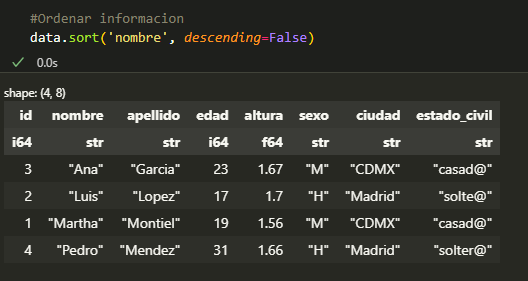 #Ordenar informacion
data.sort('nombre', descending=False)
0.0s
shape: (4, 8)
id nombre apellido edad altura sexo ciudad estado_civil
i64 str str i64 f64 str str str
3 "Ana" "Garcia" 23 1.67 "M" "CDMX" "casad@"
2 "Luis" "Lopez" 17 1.7 "H" "Madrid" "solte@"
1 "Martha" "Montiel" 19 1.56 "M" "CDMX" "casad@"
4 "Pedro" "Mendez" 31 1.66 "H" "Madrid" "solter@"